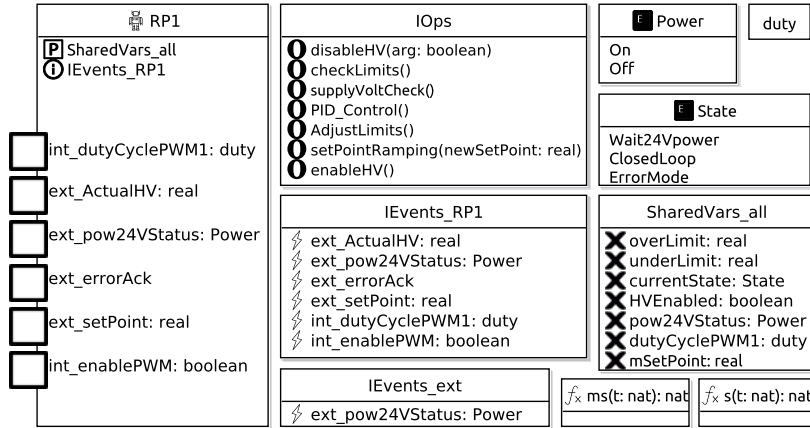 RP1
P SharedVars_all
i IEvents_RP1
int_dutyCyclePWM1: duty
ext_ActualHV: real
ext_pow24VStatus: Power
ext_errorAck
ext_setPoint: real
int_enablePWM: boolean
IOps
O disableHV(arg: boolean)
O checkLimits()
O supplyVoltCheck()
O PID_Control()
O AdjustLimits()
O setPointRamping(newSetPoint: real)
O enableHV()
IEvents_RP1
ext_ActualHV: real
ext_pow24VStatus: Power
ext_errorAck
ext_setPoint: real
int_dutyCyclePWM1: duty
int_enablePWM: boolean
IEvents_ext
ext_pow24VStatus: Power
E Power
On
Off
duty
E State
Wait24Vpower
ClosedLoop
ErrorMode
SharedVars_all
X overLimit: real
X underLimit: real
X currentState: State
X HVEnabled: boolean
X pow24VStatus: Power
X dutyCyclePWM1: duty
X mSetPoint: real
fx ms(t: nat): nat
fx s(t: nat): nat